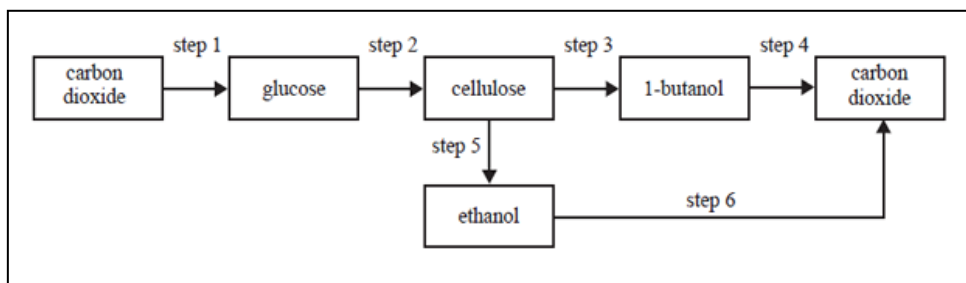 step 1
step 2
step 3
step 4
carbon
dioxide
glucose
cellulose
1-butanol
carbon
dioxide
step 5
ethanol
step 6